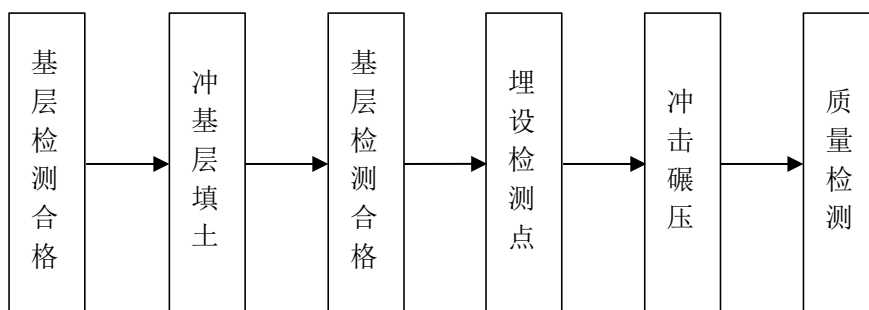 基层检测合格
冲基层填土
基层检测合格
埋设检测点
冲击碾压
质量检测